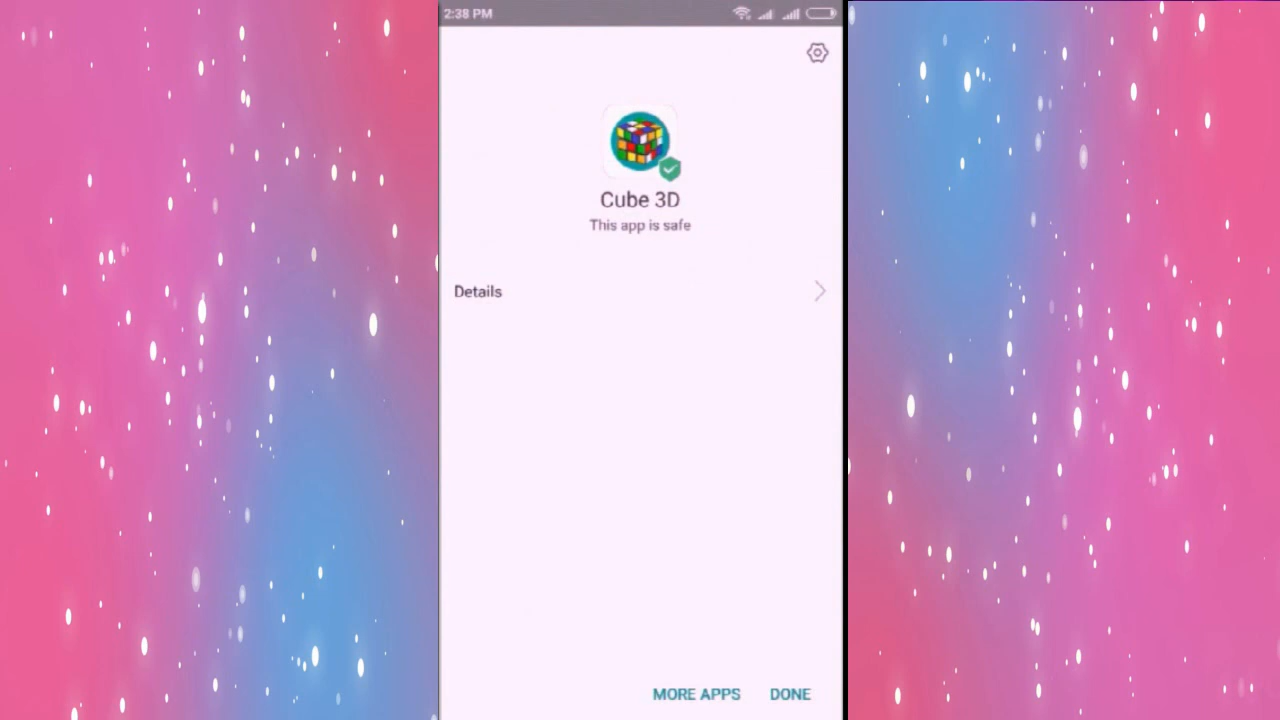 2:38 PM
Cube 3D
This app is safe
Details
MORE APPS DONE